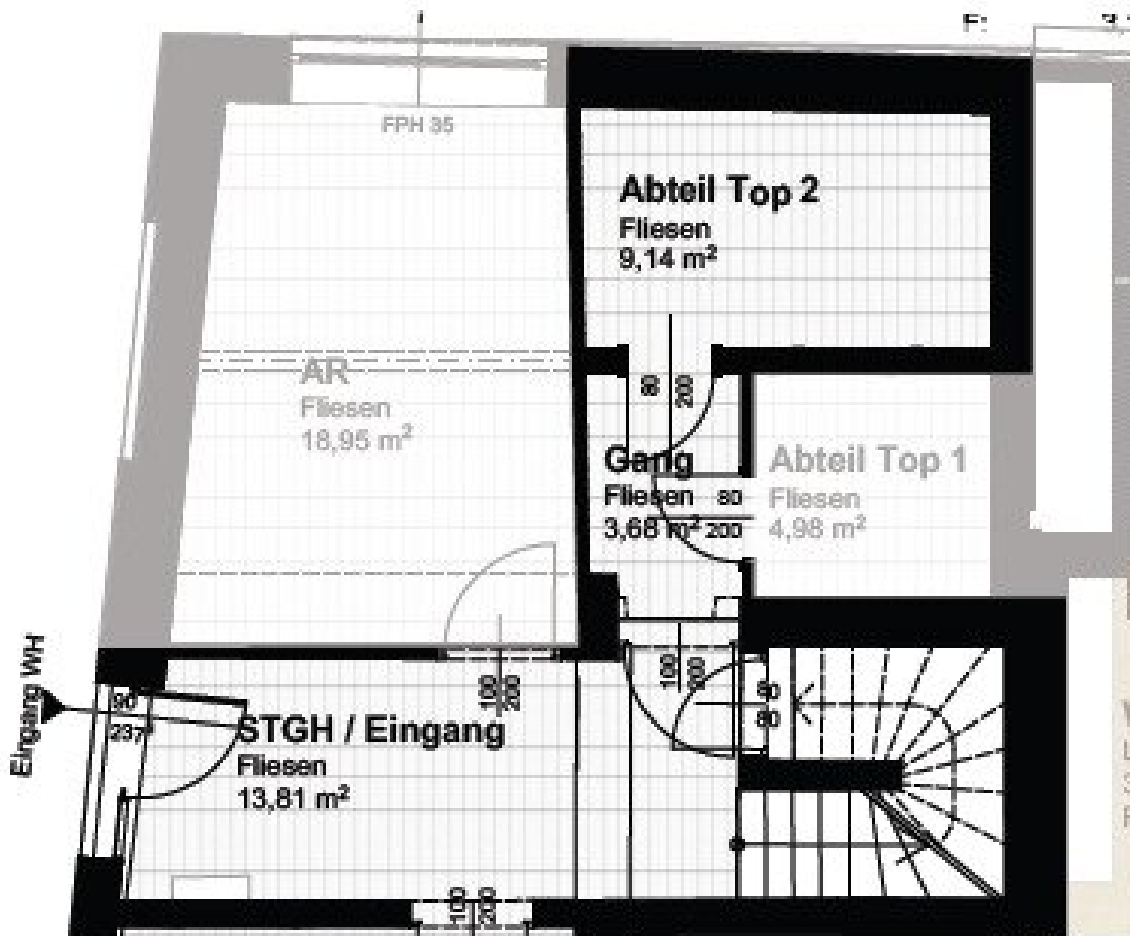 FPH 35
Abteil Top 2
Fliesen
9,14 m²
AR
Fliesen
18,95 m²
80
200
Gang
Fliesen
3,68 m²
80
200
Abteil Top 1
Fliesen
4,98 m²
Eingang WH
90
237
STGH / Eingang
Fliesen
13,81 m²
100
200
100
200
80
80
100
200